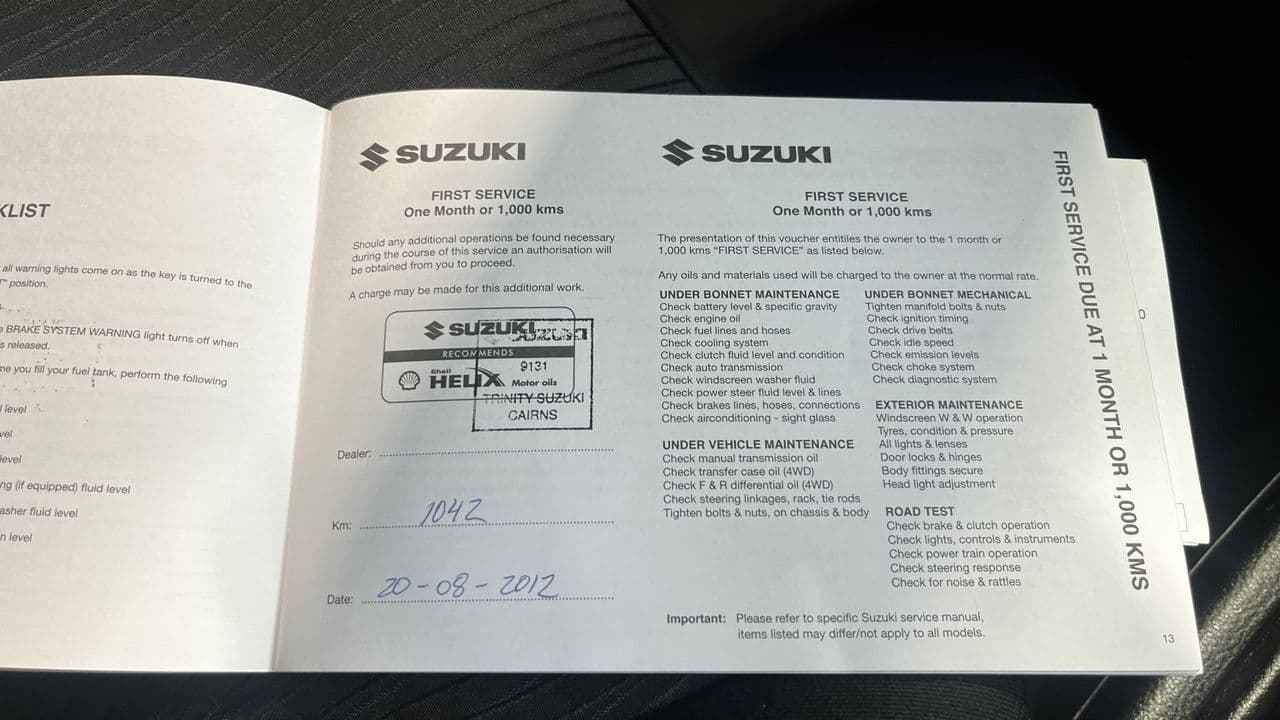 KLIST
all warning lights come on as the key is turned to the
position.
BRAKE SYSTEM WARNING light turns off when
s released.
me you fill your fuel tank, perform the following
level
vel
level
ng (if equipped) fluid level
asher fluid level
n level
SUZUKI
FIRST SERVICE
One Month or 1,000 kms
Should any additional operations be found necessary
during the course of this service an authorisation will
be obtained from you to proceed.
A charge may be made for this additional work.
SUZUKI
SUZUKI
RECOMMENDS
9131
Shell
HELIX Motor oils
TRINITY SUZUKI
CAIRNS
Dealer:
Km: 1042
Date: 20-08-2012
SUZUKI
FIRST SERVICE
One Month or 1,000 kms
The presentation of this voucher entitiles the owner to the 1 month or
1,000 kms “FIRST SERVICE” as listed below.
Any oils and materials used will be charged to the owner at the normal rate.
UNDER BONNET MAINTENANCE
Check battery level & specific gravity
Check engine oil
Check fuel lines and hoses
Check cooling system
Check clutch fluid level and condition
Check auto transmission
Check windscreen washer fluid
Check power steer fluid level & lines
Check brakes lines, hoses, connections
Check airconditioning - sight glass
UNDER VEHICLE MAINTENANCE
Check manual transmission oil
Check transfer case oil (4WD)
Check F & R differential oil (4WD)
Check steering linkages, rack, tie rods
Tighten bolts & nuts, on chassis & body
UNDER BONNET MECHANICAL
Tighten manifold bolts & nuts
Check ignition timing
Check drive belts
Check idle speed
Check emission levels
Check choke system
Check diagnostic system
EXTERIOR MAINTENANCE
Windscreen W & W operation
Tyres, condition & pressure
All lights & lenses
Door locks & hinges
Body fittings secure
Head light adjustment
ROAD TEST
Check brake & clutch operation
Check lights, controls & instruments
Check power train operation
Check steering response
Check for noise & rattles
Important: Please refer to specific Suzuki service manual,
items listed may differ/not apply to all models.
FIRST SERVICE DUE AT 1 MONTH OR 1,000 KMS
13